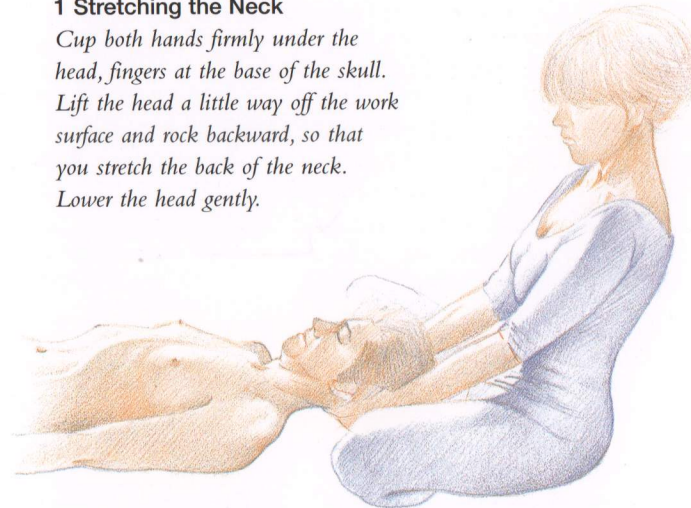 1 Stretching the Neck
Cup both hands firmly under the
head, fingers at the base of the skull.
Lift the head a little way off the work
surface and rock backward, so that
you stretch the back of the neck.
Lower the head gently.